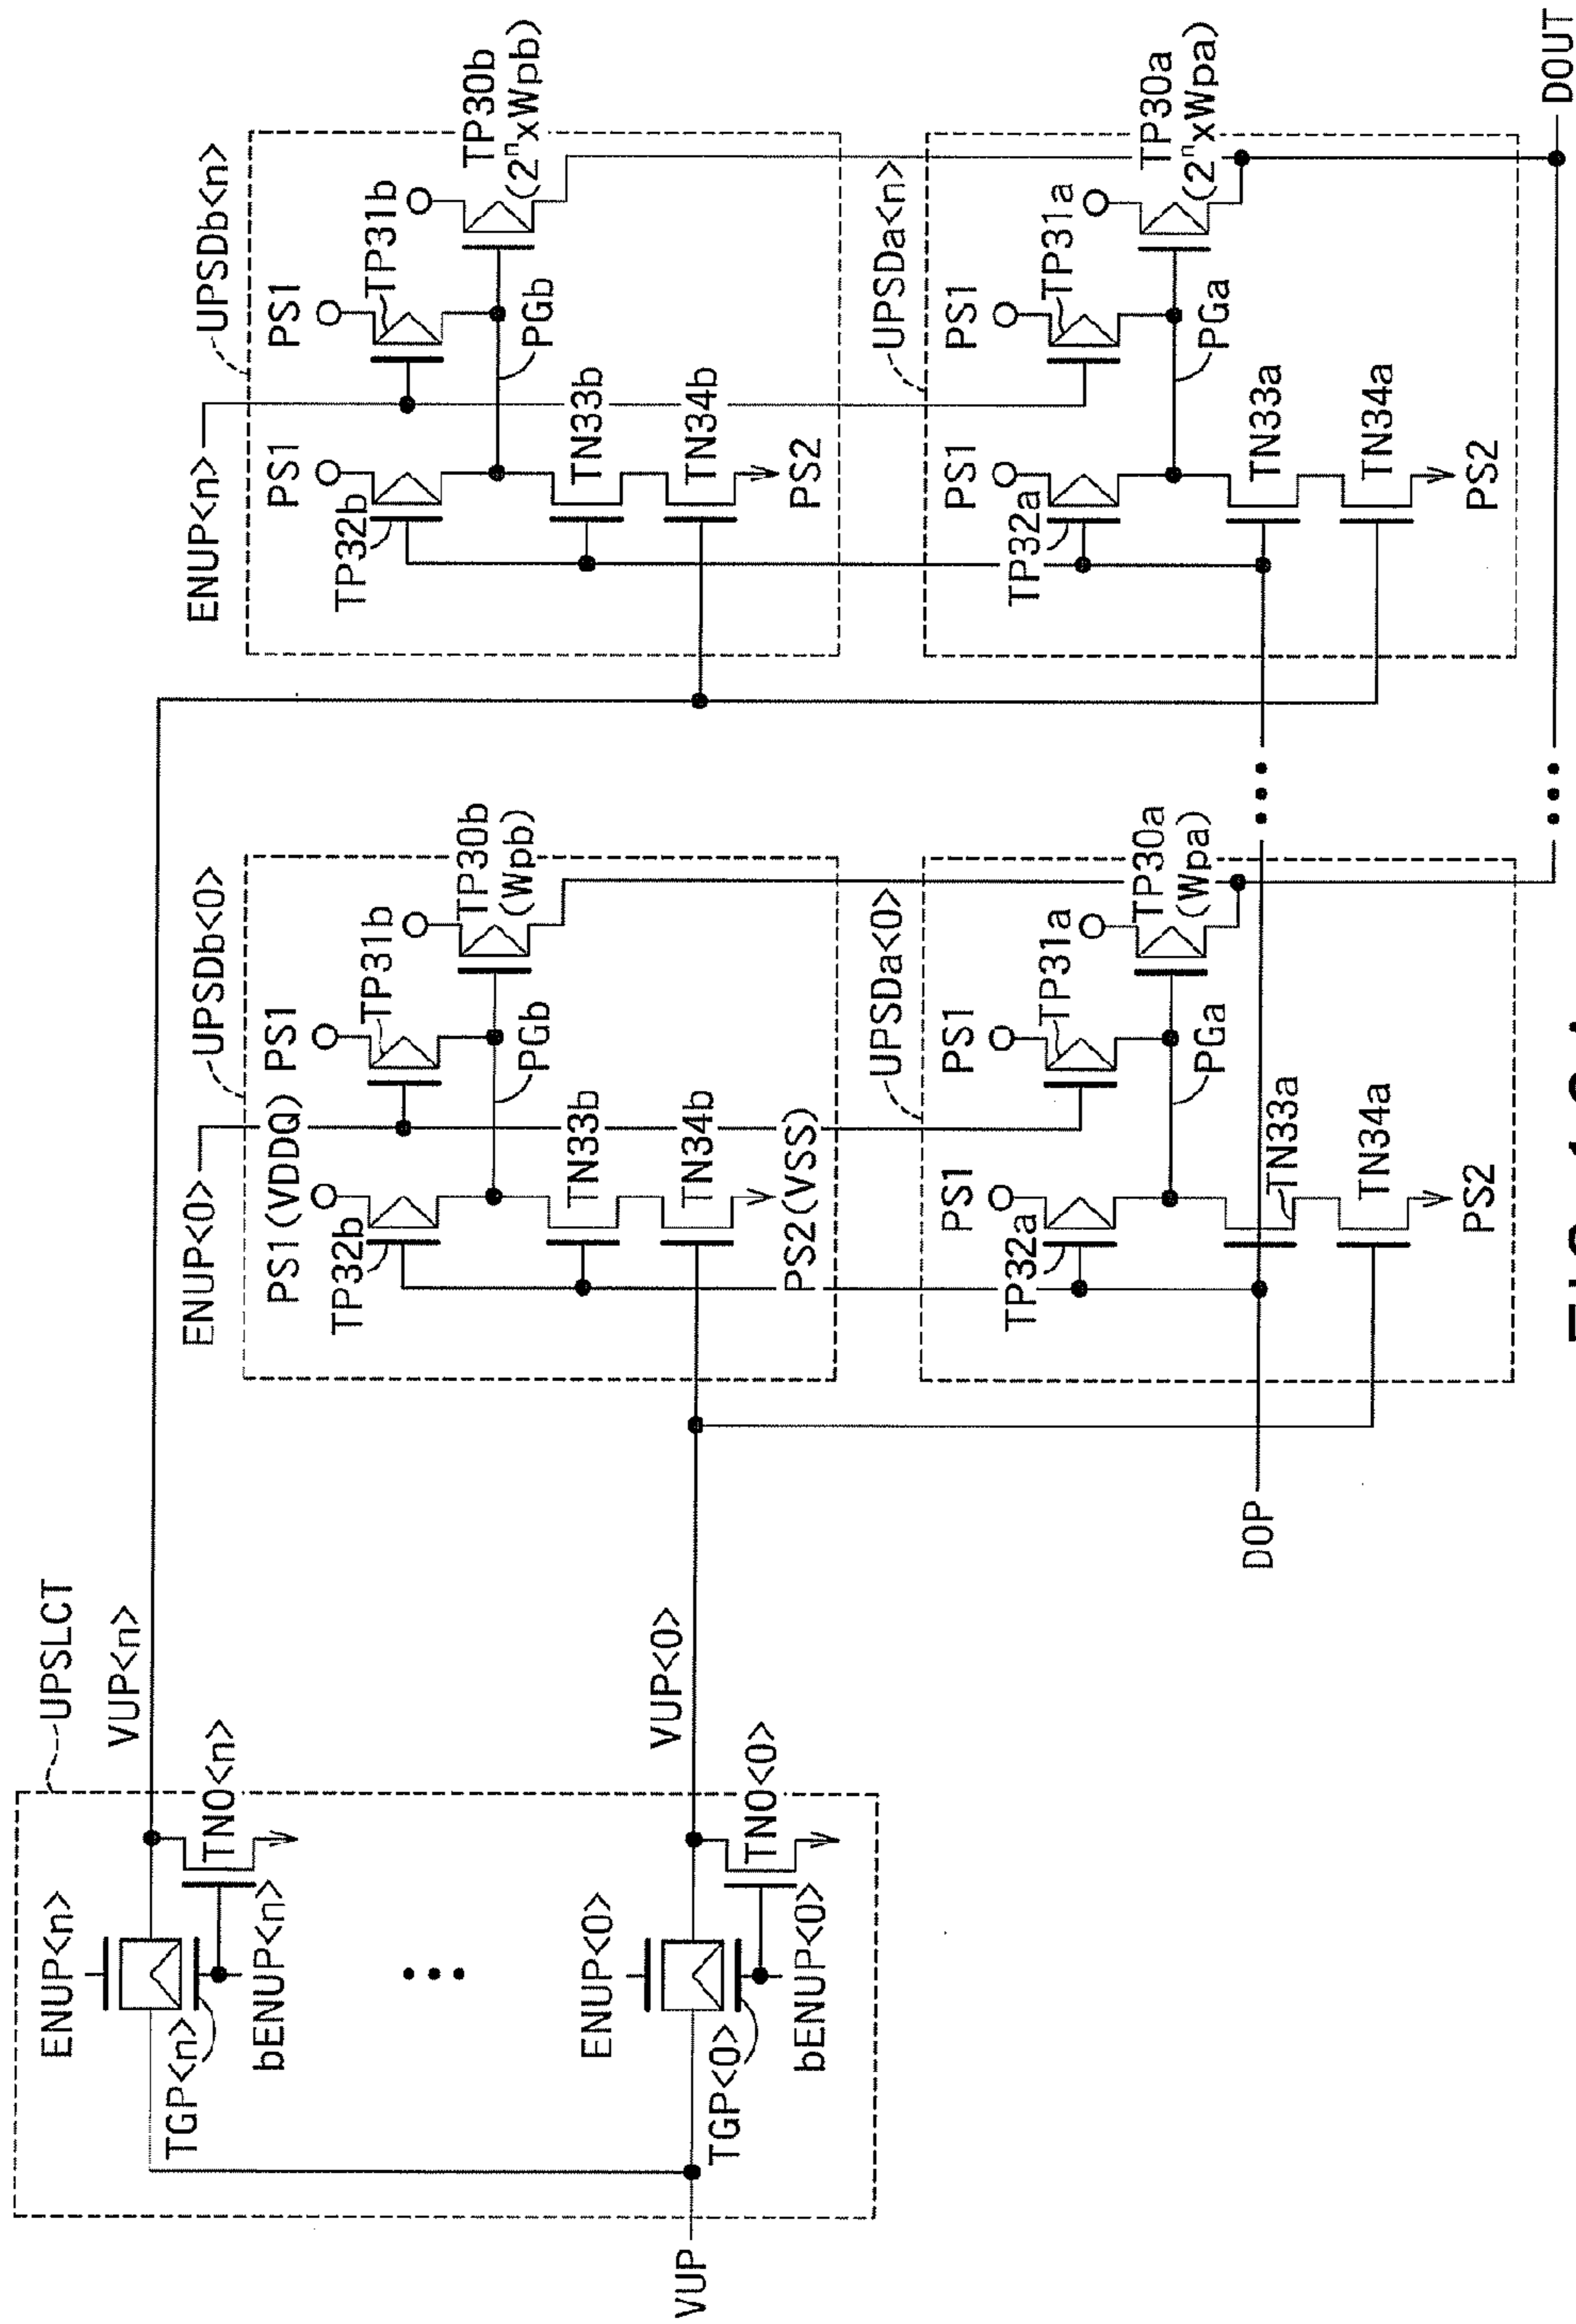 UPSLCT
ENUP<n>
TGP<n>
bENUP<n>
TN0<n>
VUP<n>
ENUP<0>
TGP<0>
bENUP<0>
TN0<0>
VUP<0>
VUP
ENUP<0>
UPSDb<0>
PS1(VDDQ)
PS1
TP32b
TP31b
TP30b
(Wpb)
PGb
TN33b
TN34b
PS2(VSS)
UPSDa<0>
PS1
PS1
TP32a
TP31a
TP30a
(Wpa)
PGa
TN33a
TN34a
PS2
DOP
ENUP<n>
UPSDb<n>
PS1
PS1
TP32b
TP31b
TP30b
(2ⁿxWpb)
PGb
TN33b
TN34b
PS2
UPSDa<n>
PS1
PS1
TP32a
TP31a
TP30a
(2ⁿxWpa)
PGa
TN33a
TN34a
PS2
DOUT